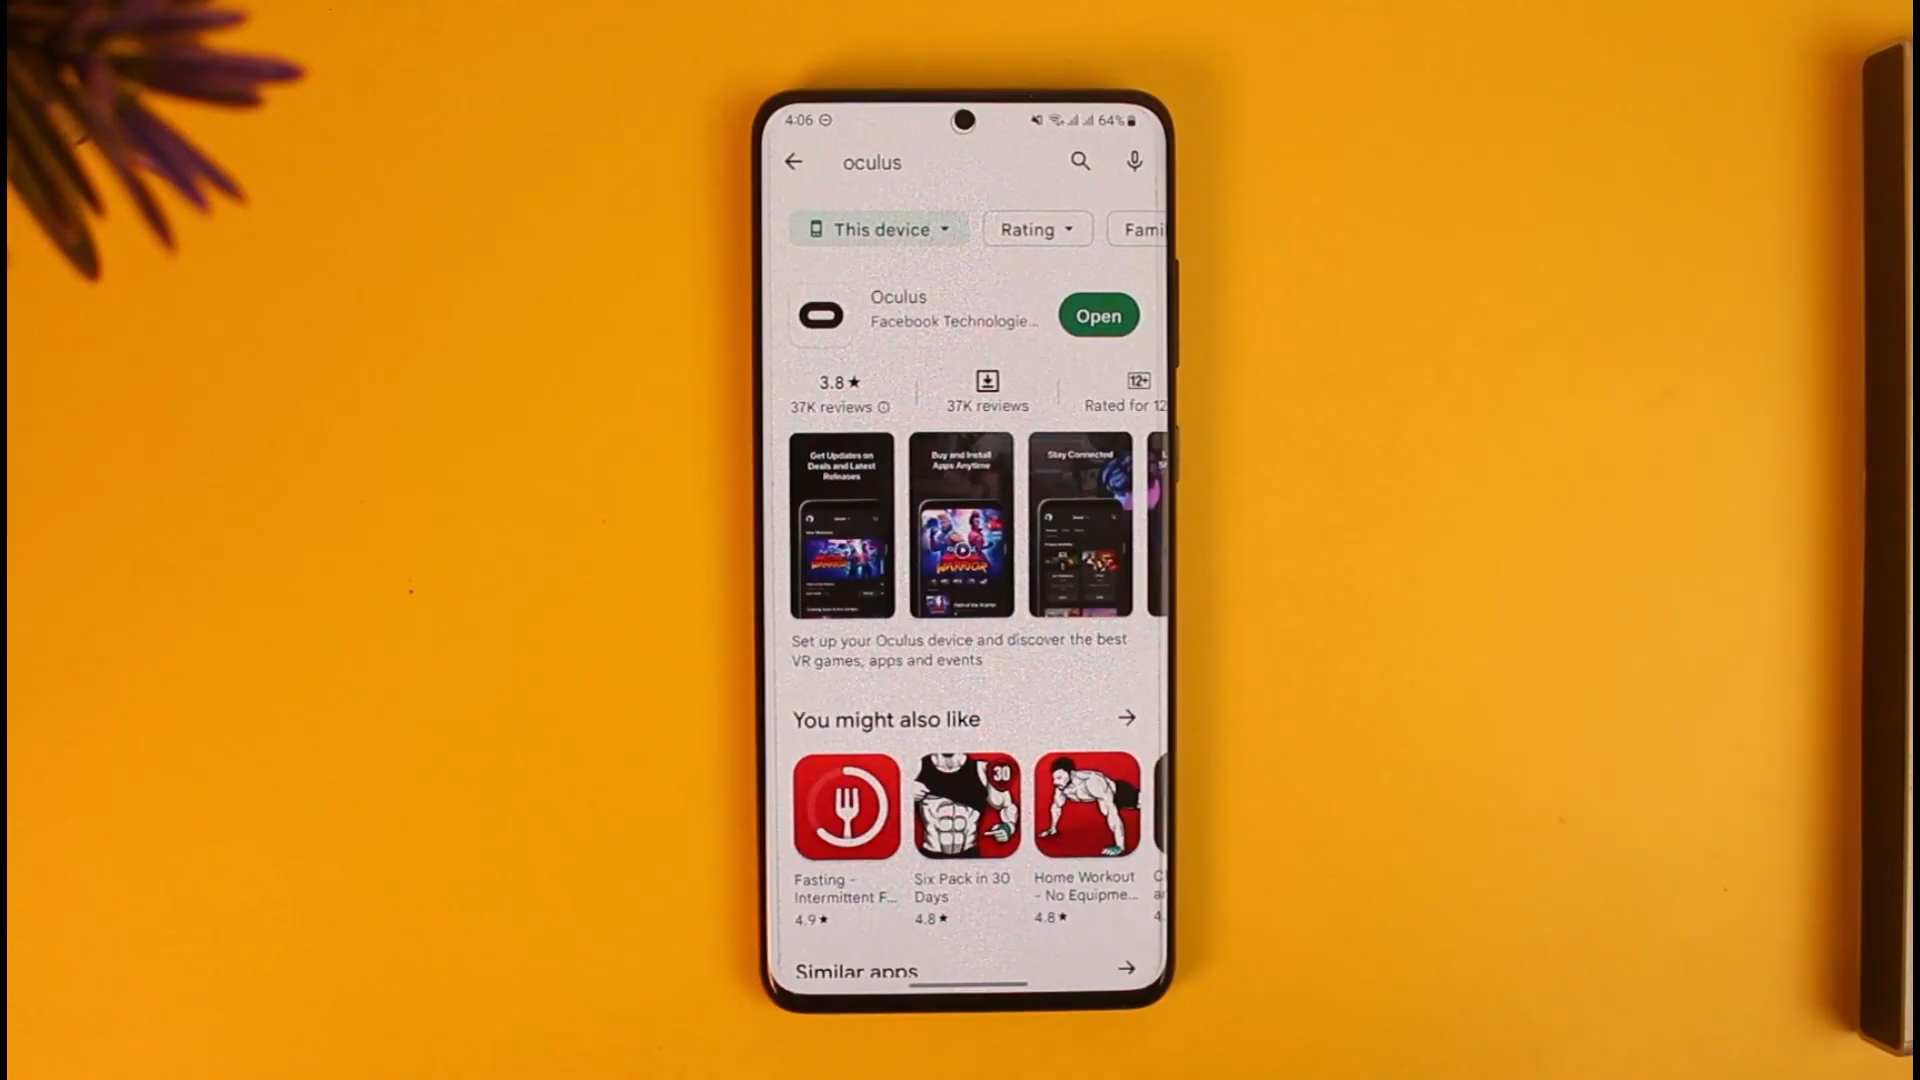 4:06
64%
oculus
This device
Rating
Fami
Oculus
Facebook Technologie...
Open
3.8★
37K reviews
37K reviews
12+
Rated for 12
Get Updates on
Deals and Latest
Releases
Buy and Install
Apps Anytime
Stay Connected
WARRIOR
Set up your Oculus device and discover the best
VR games, apps and events
You might also like
30
Fasting -
Intermittent F...
4.9★
Six Pack in 30
Days
4.8★
Home Workout
- No Equipme...
4.8★
Similar apps